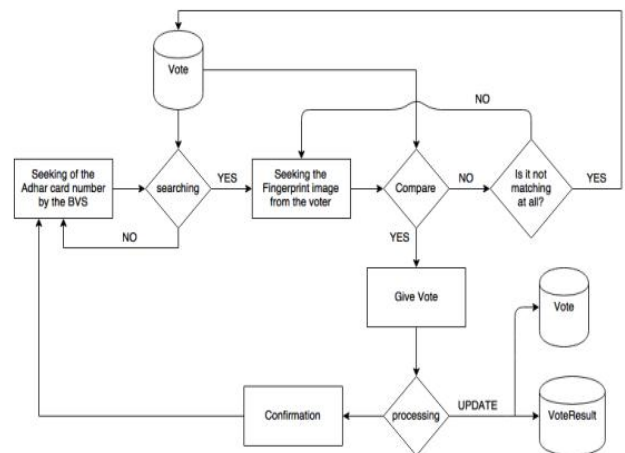 Vote
NO
Seeking of the
Adhar card number
by the BVS
searching
YES
Seeking the
Fingerprint image
from the voter
Compare
NO
Is it not
matching
at all?
YES
NO
YES
Give Vote
Vote
Confirmation
processing
UPDATE
VoteResult